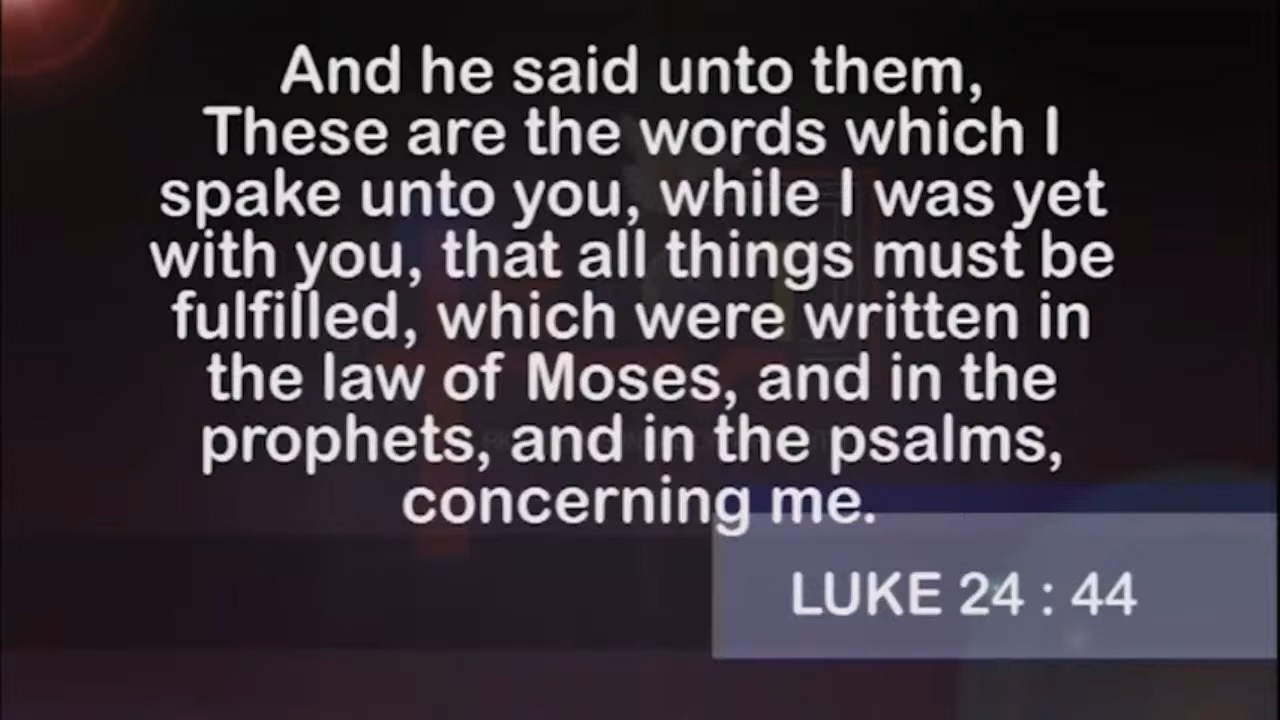 And he said unto them,
These are the words which I
spake unto you, while I was yet
with you, that all things must be
fulfilled, which were written in
the law of Moses, and in the
prophets, and in the psalms,
concerning me.
LUKE 24 : 44